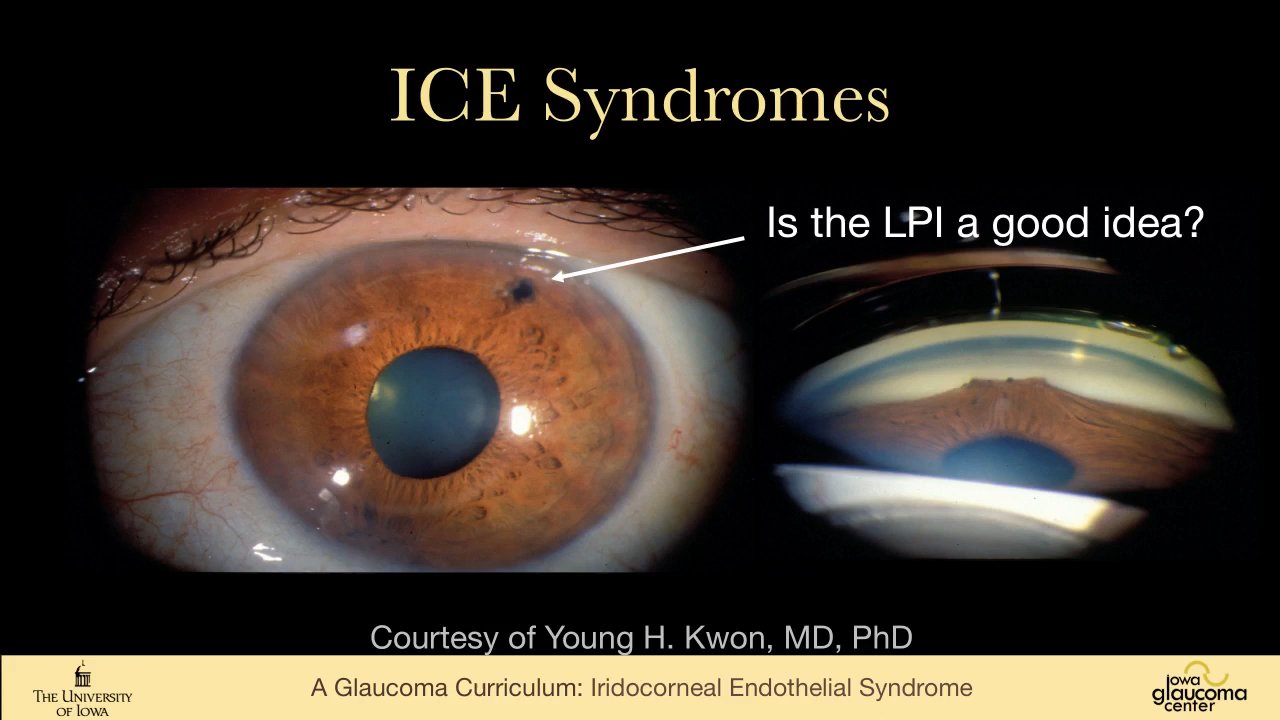 ICE Syndromes
Is the LPI a good idea?
Courtesy of Young H. Kwon, MD, PhD
THE UNIVERSITY
OF IOWA
A Glaucoma Curriculum: Iridocorneal Endothelial Syndrome
Iowa
glaucoma
center